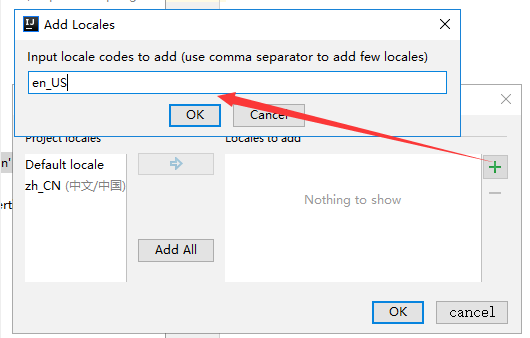 Add Locales
Input locale codes to add (use comma separator to add few locales)
en_US
OK
Cancel
Project locales
Locales to add
Default locale
zh_CN (中文/中国)
Nothing to show
Add All
OK
cancel
n'
ert